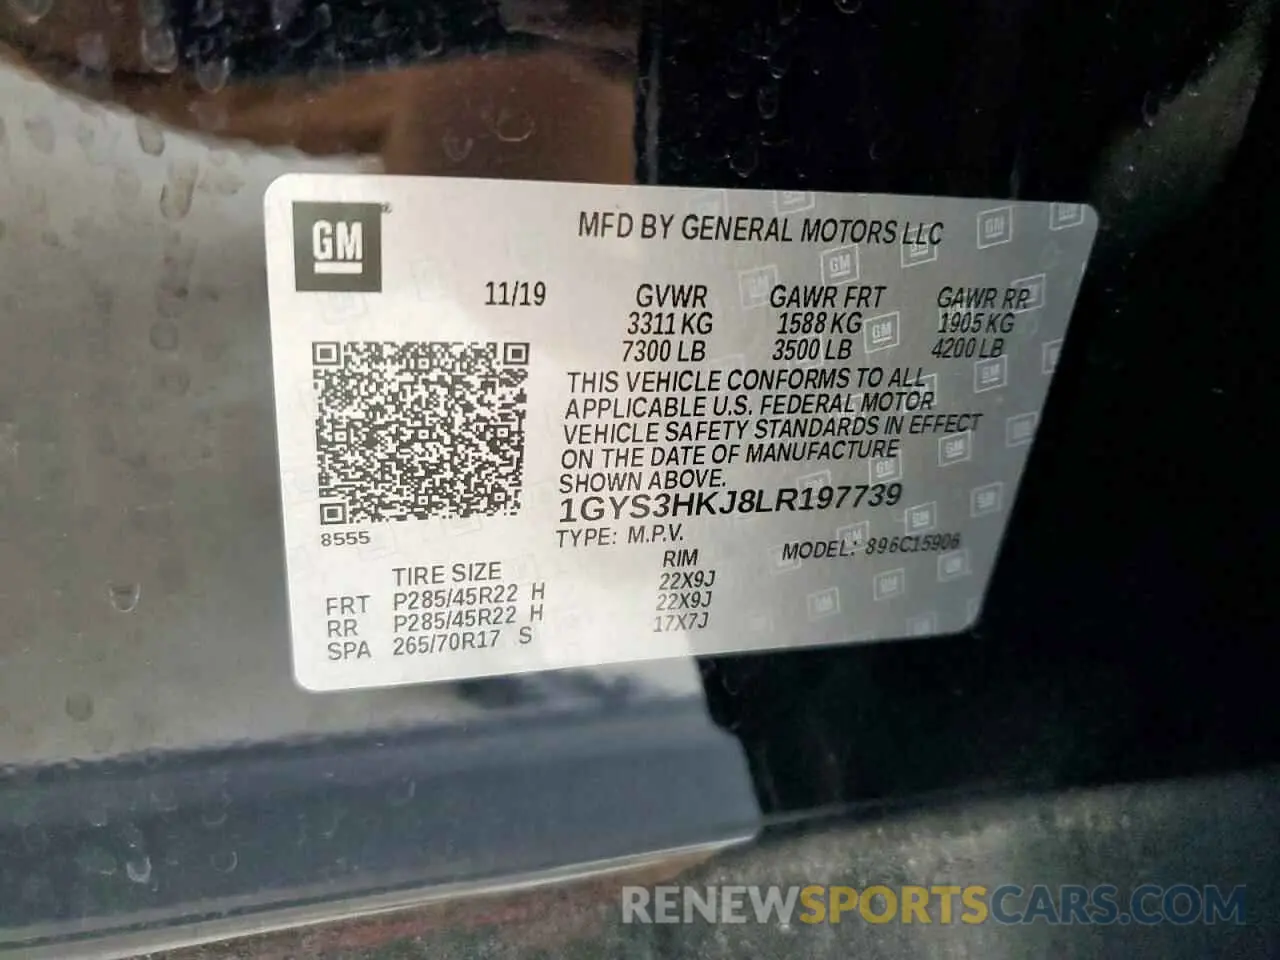 GM
MFD BY GENERAL MOTORS LLC
11/19 GVWR GAWR FRT GAWR RR
3311 KG 1588 KG 1905 KG
7300 LB 3500 LB 4200 LB
THIS VEHICLE CONFORMS TO ALL
APPLICABLE U.S. FEDERAL MOTOR
VEHICLE SAFETY STANDARDS IN EFFECT
ON THE DATE OF MANUFACTURE
SHOWN ABOVE.
1GYS3HKJ8LR197739
8555 TYPE: M.P.V. MODEL: 896C15906
TIRE SIZE RIM
FRT P285/45R22 H 22X9J
RR P285/45R22 H 22X9J
SPA 265/70R17 S 17X7J
RENEWSPORTSCARS.COM